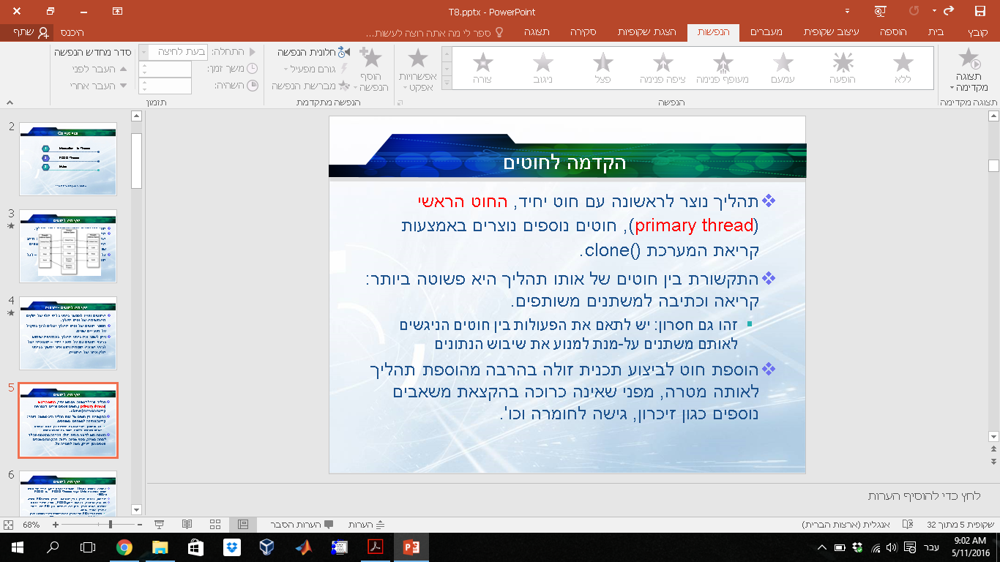 T8.pptx - PowerPoint
קובץ
בית
הוספה
עיצוב שקופית
מעברים
הנפשות
הצגת שקופיות
סקירה
תצוגה
ספר לי מה אתה רוצה לעשות...
היכנס
שתף
תצוגה
מקדימה
תצוגה מקדימה
ללא
הופעה
עמעם
מעופף פנימה
ציפה פנימה
פצל
ניגוב
צורה
הנפשה
אפשרויות
אפקט
הוסף
הנפשה
חלונית הנפשה
גורם מפעיל
מברשת הנפשה
הנפשה מתקדמת
התחלה: בעת לחיצה
משך זמן:
השהיה:
סדר מחדש הנפשה
העבר לפני
העבר אחרי
תזמון
2
3
4
5
6
הקדמה לחוטים
תהליך נוצר לראשונה עם חוט יחיד, החוט הראשי
(primary thread), חוטים נוספים נוצרים באמצעות
קריאת המערכת clone().
התקשורת בין חוטים של אותו תהליך היא פשוטה ביותר:
קריאה וכתיבה למשתנים משותפים.
זהו גם חסרון: יש לתאם את הפעולות בין חוטים הניגשים
לאותם משתנים על-מנת למנוע את שיבוש הנתונים
הוספת חוט לביצוע תכנית זולה בהרבה מהוספת תהליך
לאותה מטרה, מפני שאינה כרוכה בהקצאת משאבים
נוספים כגון זיכרון, גישה לחומרה וכו'.
לחץ כדי להוסיף הערות
שקופית 5 מתוך 32
אנגלית (ארצות הברית)
הערות
הערות הסבר
68%
עבר
9:02 AM
5/11/2016